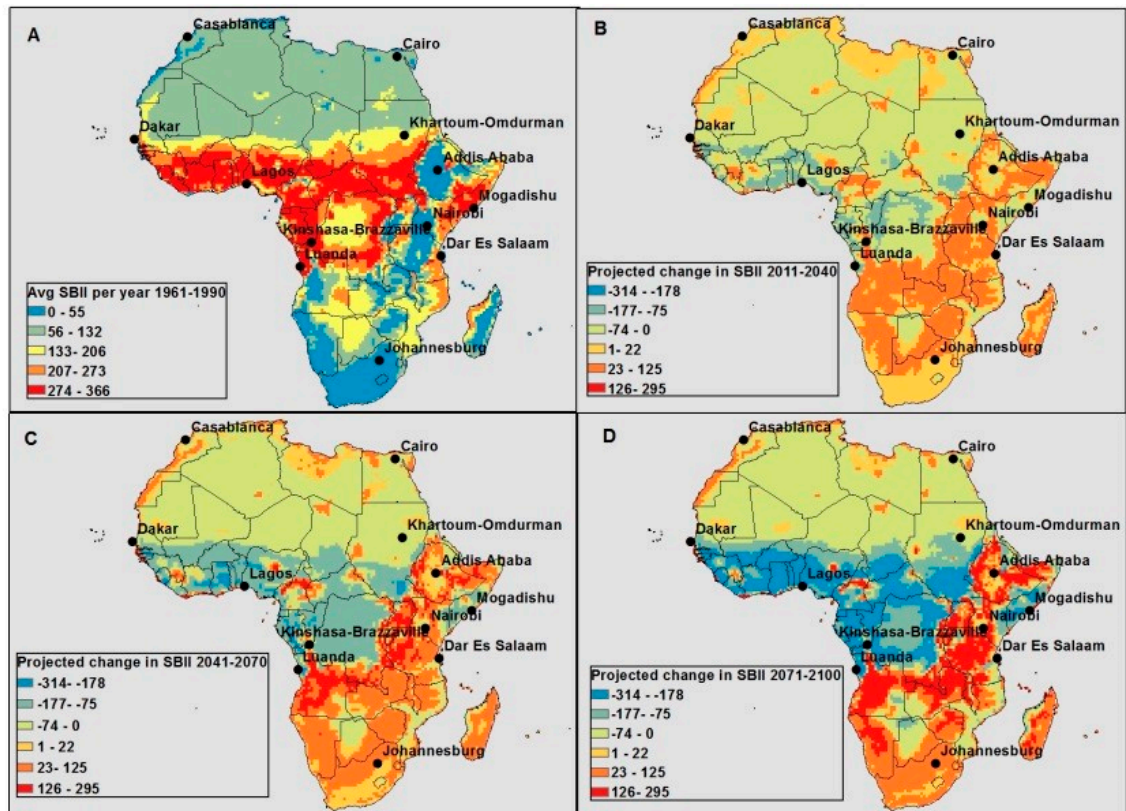 A
Casablanca
Cairo
Dakar
Khartoum-Omdurman
Addis Ababa
Lagos
Mogadishu
Nairobi
Kinshasa-Brazzaville
Dar Es Salaam
Luanda
Johannesburg
Avg SBII per year 1961-1990
0 - 55
56 - 132
133 - 206
207 - 273
274 - 366
B
Casablanca
Cairo
Dakar
Khartoum-Omdurman
Addis Ababa
Lagos
Mogadishu
Nairobi
Kinshasa-Brazzaville
Dar Es Salaam
Luanda
Johannesburg
Projected change in SBII 2011-2040
-314 - -178
-177- -75
-74 - 0
1 - 22
23 - 125
126- 295
C
Casablanca
Cairo
Dakar
Khartoum-Omdurman
Addis Ababa
Lagos
Mogadishu
Nairobi
Kinshasa-Brazzaville
Dar Es Salaam
Luanda
Johannesburg
Projected change in SBII 2041-2070
-314- -178
-177- -75
-74 - 0
1 - 22
23- 125
126 - 295
D
Casablanca
Cairo
Dakar
Khartoum-Omdurman
Addis Ababa
Lagos
Mogadishu
Nairobi
Kinshasa-Brazzaville
Dar Es Salaam
Luanda
Johannesburg
Projected change in SBII 2071-2100
-314 - -178
-177- -75
-74 - 0
1 - 22
23 - 125
126- 295